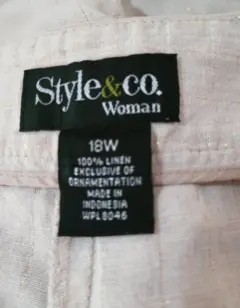 Style&co.
Woman
18W
100% LINEN
EXCLUSIVE OF
ORNAMENTATION
MADE IN
INDONESIA
WPL8046